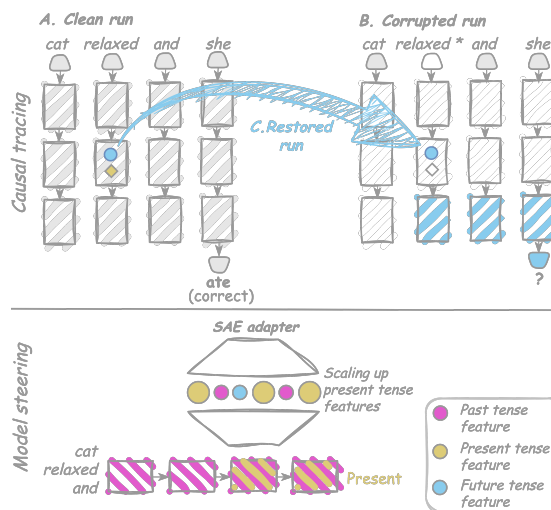 A. Clean run
B. Corrupted run
cat relaxed and she
cat relaxed * and she
Causal tracing
C.Restored
run
ate
(correct)
?
Model steering
SAE adapter
Scaling up
present tense
features
cat
relaxed
and
Present
Past tense
feature
Present tense
feature
Future tense
feature